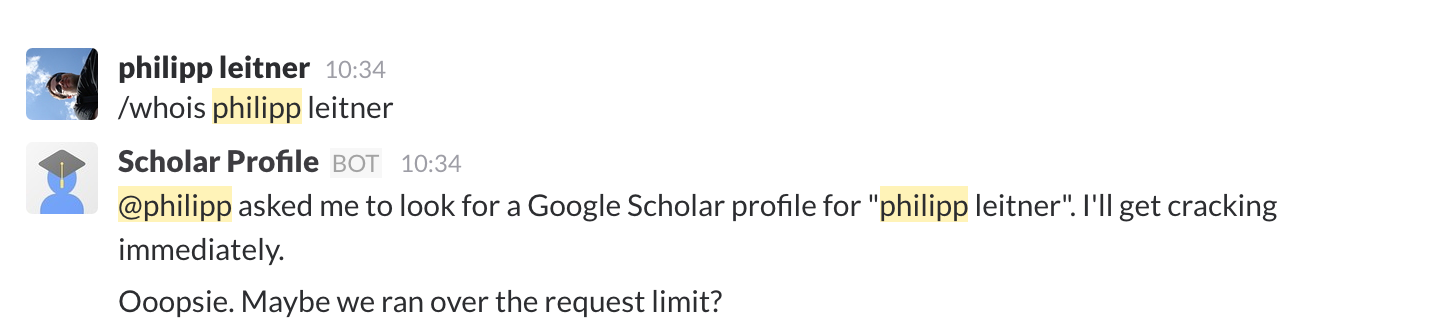 philipp leitner 10:34
/whois philipp leitner
Scholar Profile BOT 10:34
@philipp asked me to look for a Google Scholar profile for "philipp leitner". I'll get cracking
immediately.
Ooopsie. Maybe we ran over the request limit?